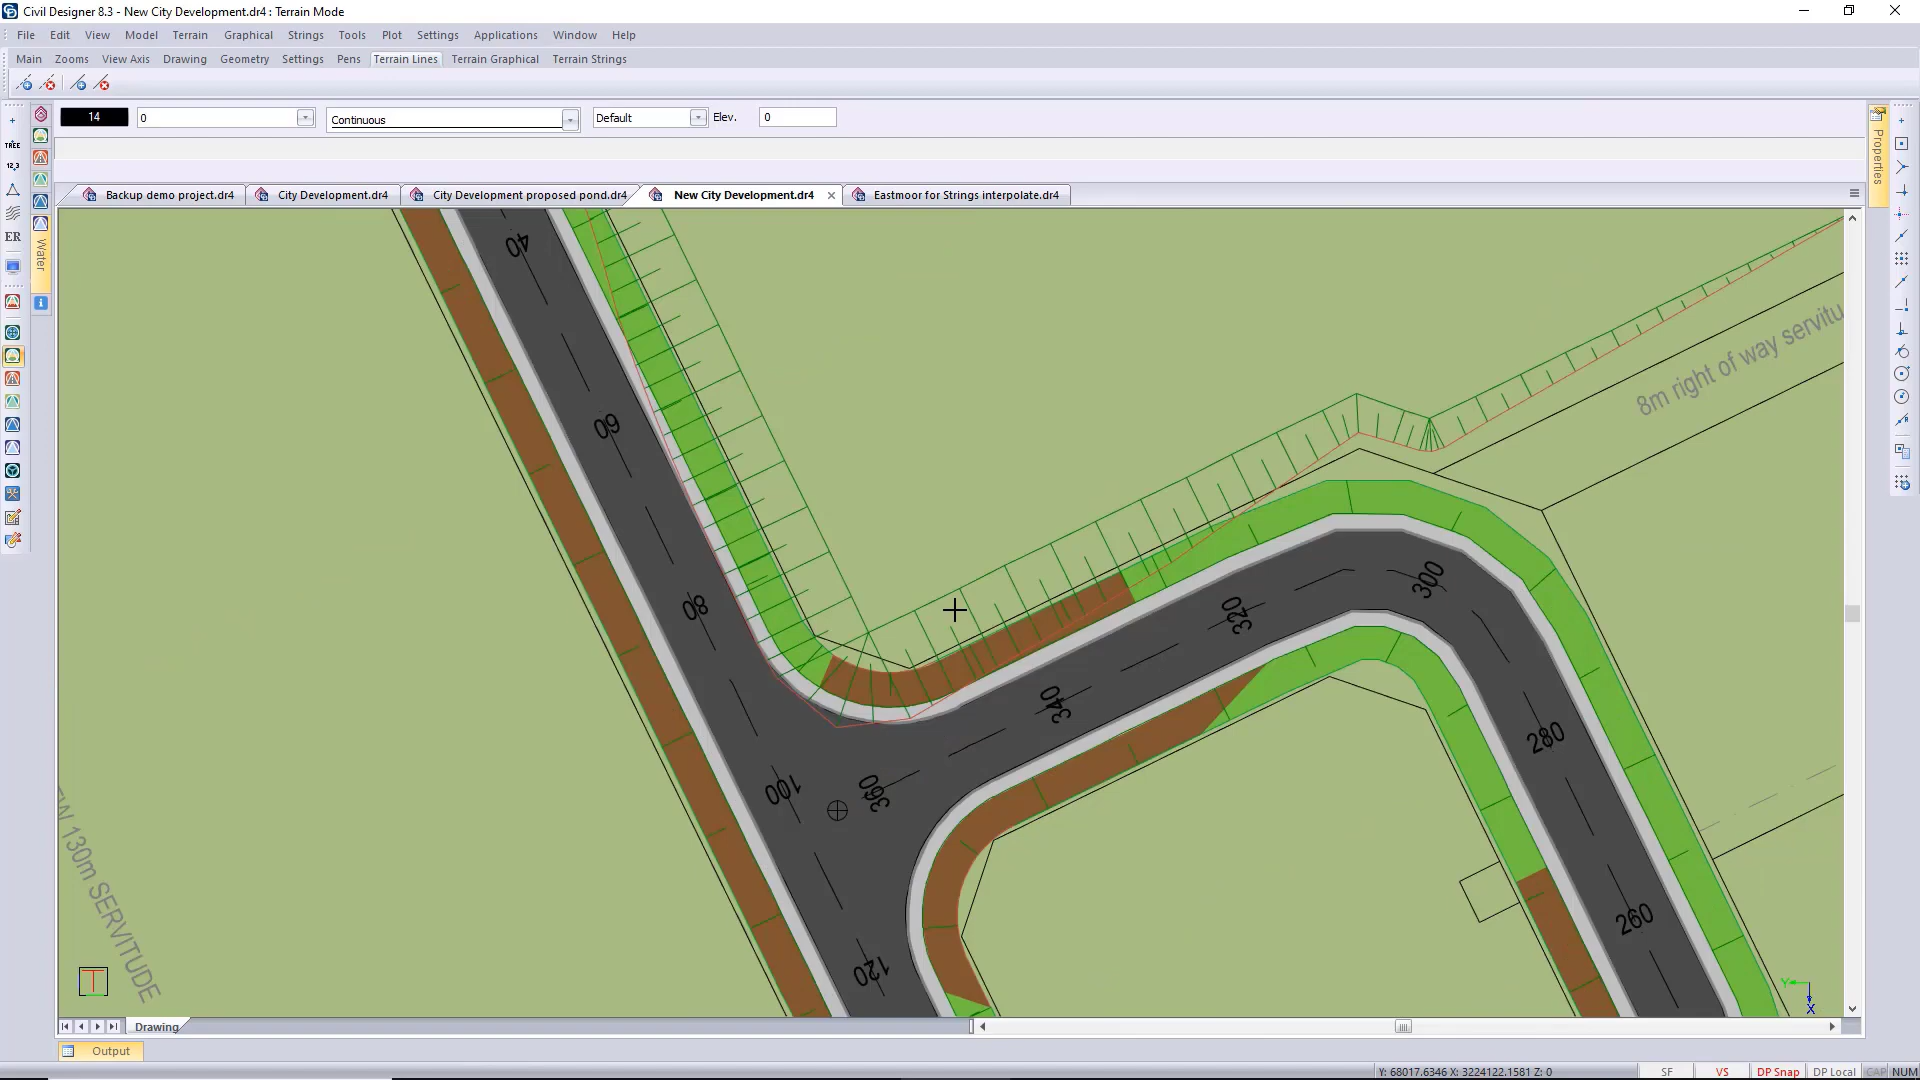 Civil Designer 8.3 - New City Development.dr4 : Terrain Mode
File Edit View Model Terrain Graphical Strings Tools Plot Settings Applications Window Help
Main Zooms View Axis Drawing Geometry Settings Pens Terrain Lines Terrain Graphical Terrain Strings
14 0 Continuous Default Elev. 0
Backup demo project.dr4 City Development.dr4 City Development proposed pond.dr4 New City Development.dr4 Eastmoor for Strings interpolate.dr4
TREE
12.3
ER
Water
Properties
40
60
80
100
120
360
340
320
300
280
260
8m right of way servitu
130m SERVITUDE
T
Y
X
Drawing
Output
Y: 68017.6346 X: 3224122.1581 Z: 0 SF VS DP Snap DP Local CAP NUM